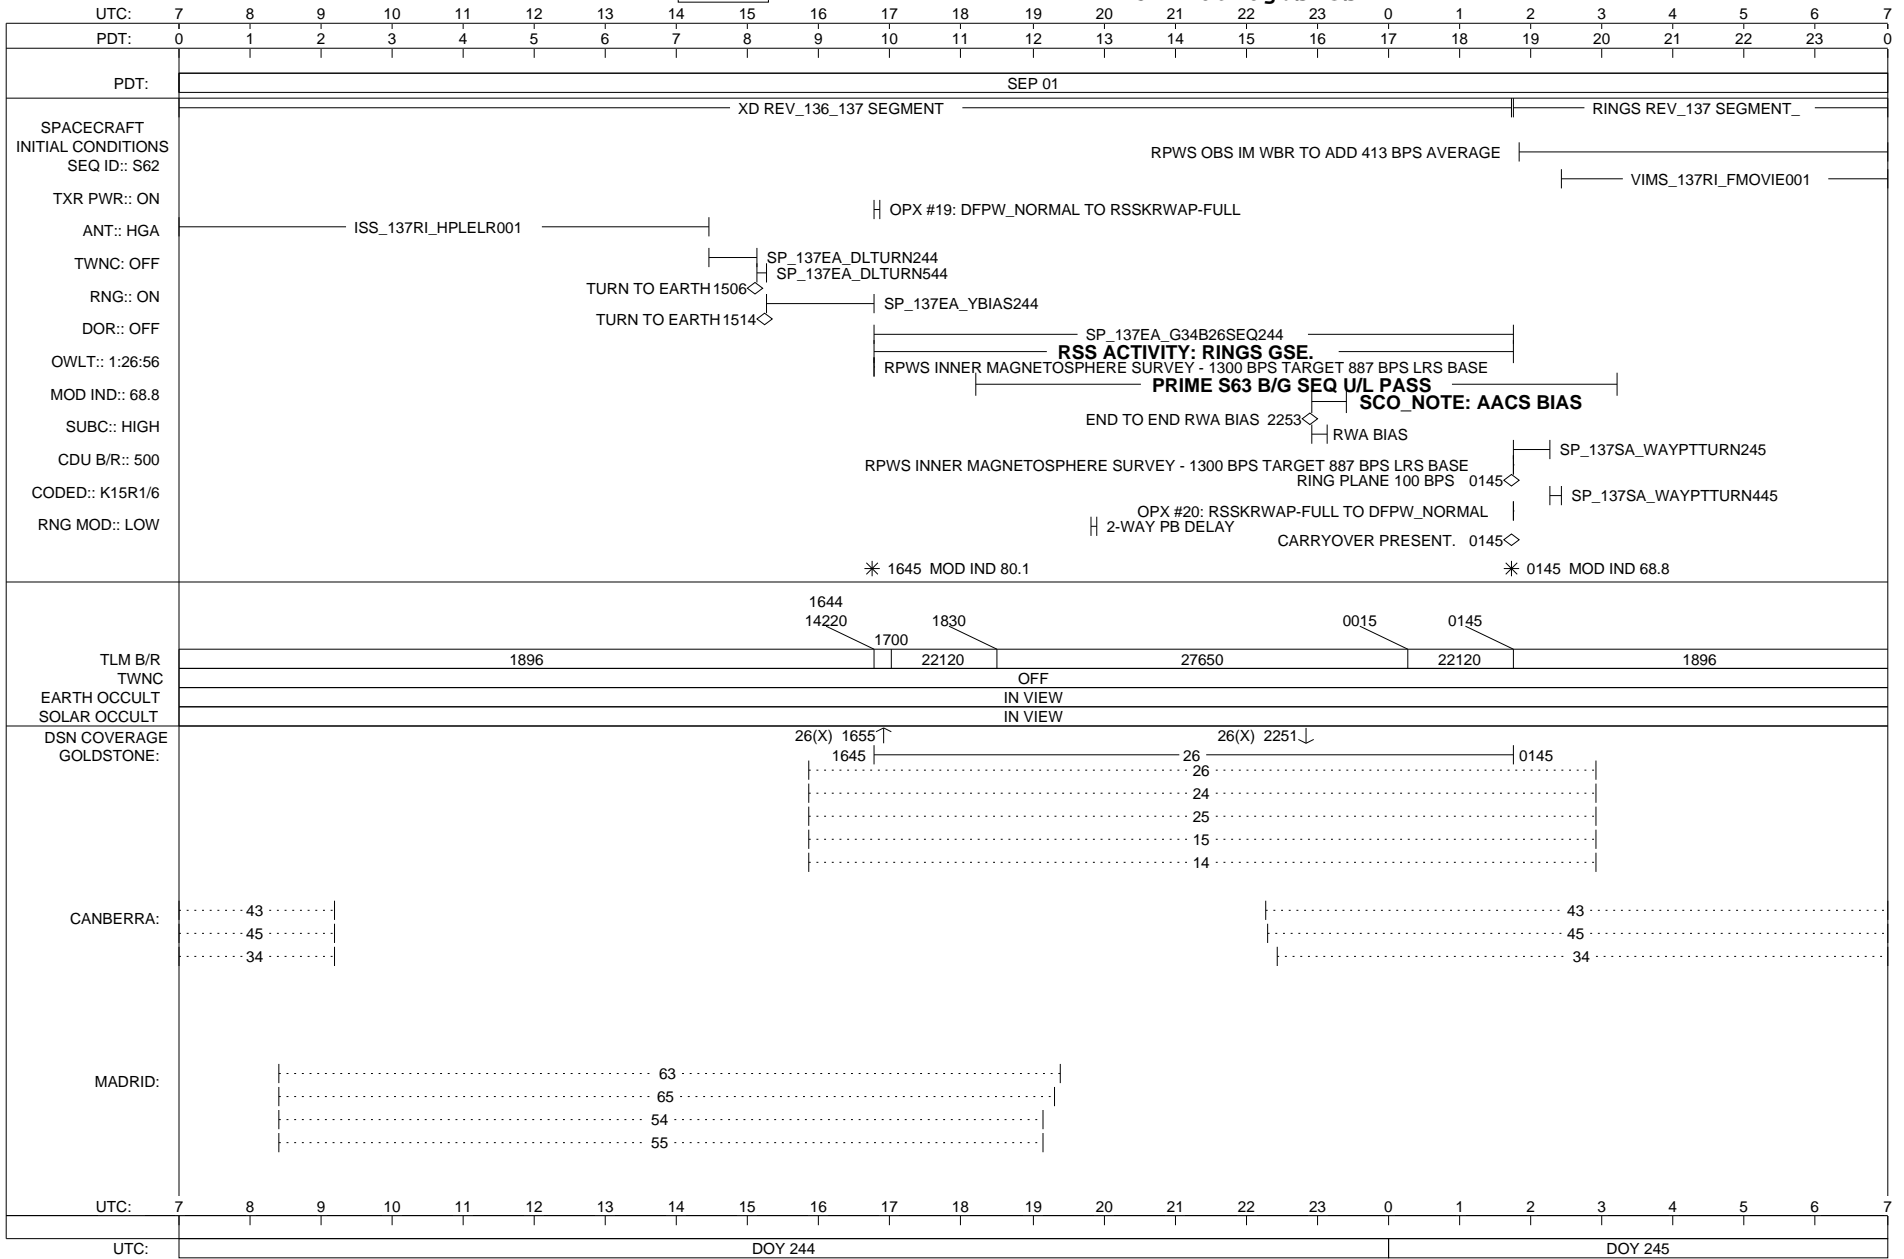 UTC: 7 8 9 10 11 12 13 14 15 16 17 18 19 20 21 22 23 0 1 2 3 4 5 6 7
PDT: 0 1 2 3 4 5 6 7 8 9 10 11 12 13 14 15 16 17 18 19 20 21 22 23 0
PDT: SEP 01
XD REV_136_137 SEGMENT RINGS REV_137 SEGMENT_
SPACECRAFT
INITIAL CONDITIONS
SEQ ID:: S62
TXR PWR:: ON
ANT:: HGA
TWNC: OFF
RNG:: ON
DOR:: OFF
OWLT:: 1:26:56
MOD IND:: 68.8
SUBC:: HIGH
CDU B/R:: 500
CODED:: K15R1/6
RNG MOD:: LOW
RPWS OBS IM WBR TO ADD 413 BPS AVERAGE
VIMS_137RI_FMOVIE001
OPX #19: DFPW_NORMAL TO RSSKRWAP-FULL
ISS_137RI_HPLELR001
SP_137EA_DLTURN244
SP_137EA_DLTURN544
TURN TO EARTH 1506
SP_137EA_YBIAS244
TURN TO EARTH 1514
SP_137EA_G34B26SEQ244
RSS ACTIVITY: RINGS GSE.
RPWS INNER MAGNETOSPHERE SURVEY - 1300 BPS TARGET 887 BPS LRS BASE
PRIME S63 B/G SEQ U/L PASS
SCO_NOTE: AACS BIAS
END TO END RWA BIAS 2253
RWA BIAS
SP_137SA_WAYPTTURN245
RPWS INNER MAGNETOSPHERE SURVEY - 1300 BPS TARGET 887 BPS LRS BASE
RING PLANE 100 BPS 0145
SP_137SA_WAYPTTURN445
OPX #20: RSSKRWAP-FULL TO DFPW_NORMAL
2-WAY PB DELAY
CARRYOVER PRESENT. 0145
1645 MOD IND 80.1 0145 MOD IND 68.8
1644
14220 1830 0015 0145
1700
TLM B/R 1896 22120 27650 22120 1896
TWNC OFF
EARTH OCCULT IN VIEW
SOLAR OCCULT IN VIEW
DSN COVERAGE 26(X) 1655 26(X) 2251
GOLDSTONE: 1645 26 0145
26
24
25
15
14
CANBERRA: 43 43
45 45
34 34
MADRID: 63
65
54
55
UTC: 7 8 9 10 11 12 13 14 15 16 17 18 19 20 21 22 23 0 1 2 3 4 5 6 7
UTC: DOY 244 DOY 245